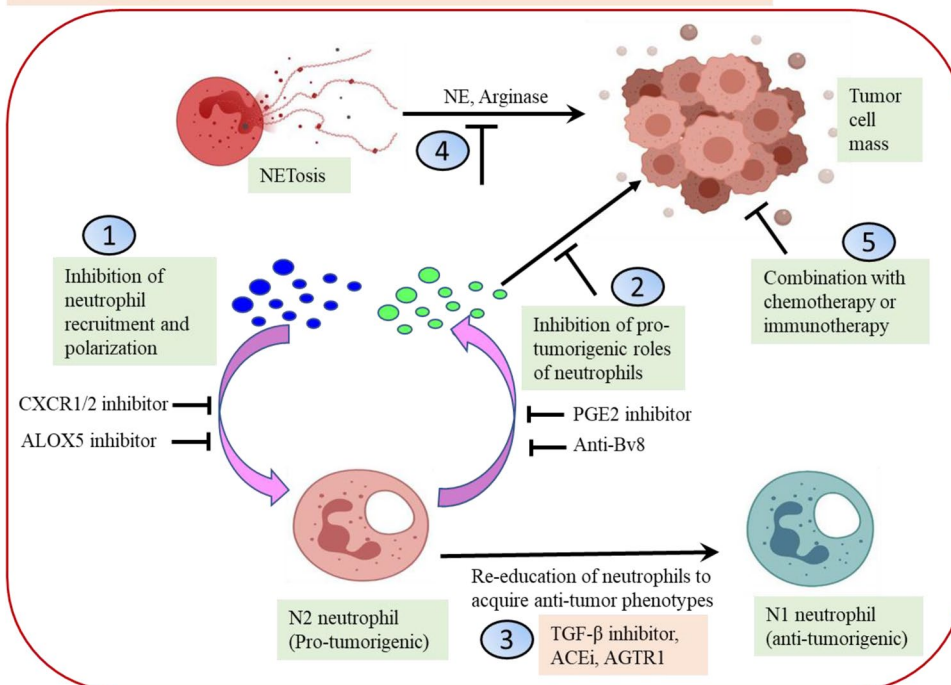 NE, Arginase
4
NETosis
Tumor
cell
mass
1
Inhibition of
neutrophil
recruitment and
polarization
2
Inhibition of pro-
tumorigenic roles
of neutrophils
5
Combination with
chemotherapy or
immunotherapy
CXCR1/2 inhibitor
ALOX5 inhibitor
PGE2 inhibitor
Anti-Bv8
N2 neutrophil
(Pro-tumorigenic)
Re-education of neutrophils to
acquire anti-tumor phenotypes
3
TGF-β inhibitor,
ACEi, AGTR1
N1 neutrophil
(anti-tumorigenic)